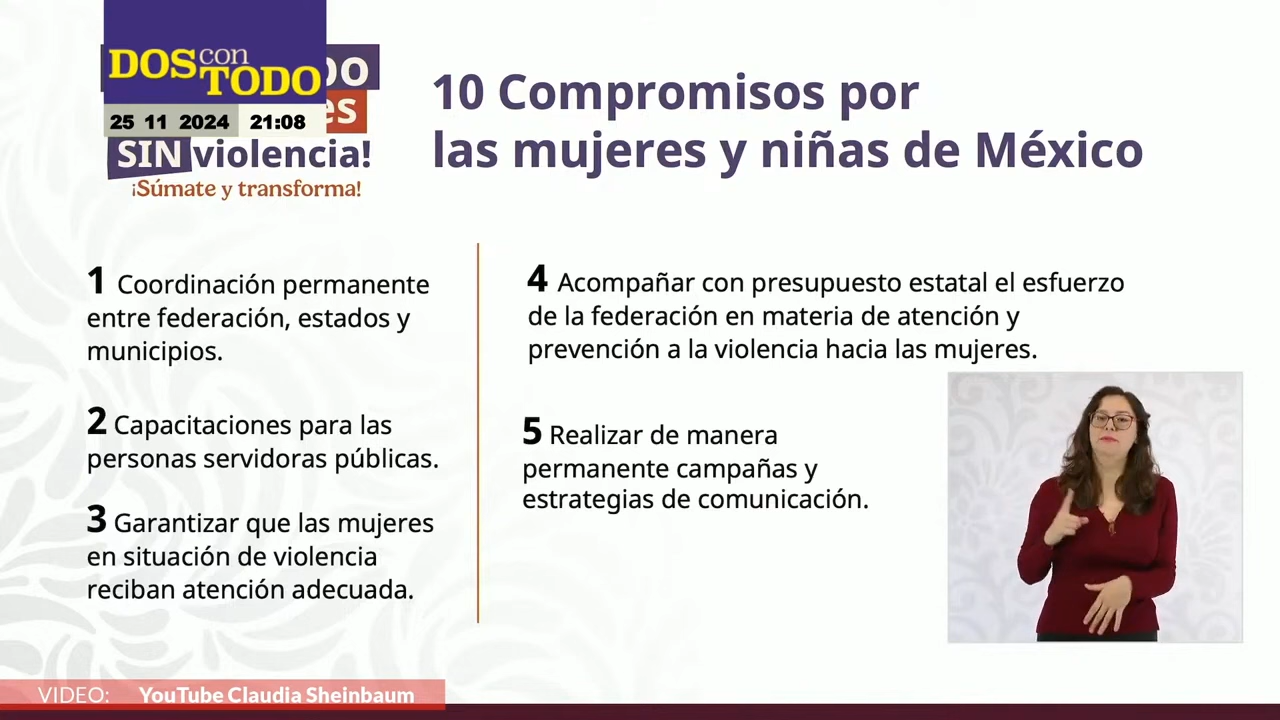 DOS con TODO
25 11 2024 21:08
SIN violencia!
¡Súmate y transforma!
10 Compromisos por
las mujeres y niñas de México
1 Coordinación permanente
entre federación, estados y
municipios.
2 Capacitaciones para las
personas servidoras públicas.
3 Garantizar que las mujeres
en situación de violencia
reciban atención adecuada.
4 Acompañar con presupuesto estatal el esfuerzo
de la federación en materia de atención y
prevención a la violencia hacia las mujeres.
5 Realizar de manera
permanente campañas y
estrategias de comunicación.
VIDEO: YouTube Claudia Sheinbaum